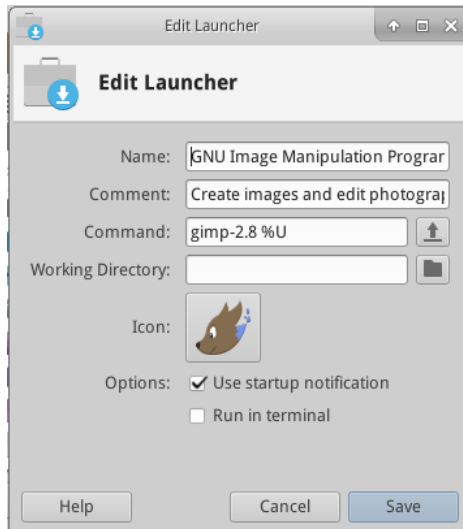 Edit Launcher
Edit Launcher
Name: GNU Image Manipulation Prograr
Comment: Create images and edit photograp
Command: gimp-2.8 %U
Working Directory:
Icon:
Options: Use startup notification
Run in terminal
Help Cancel Save